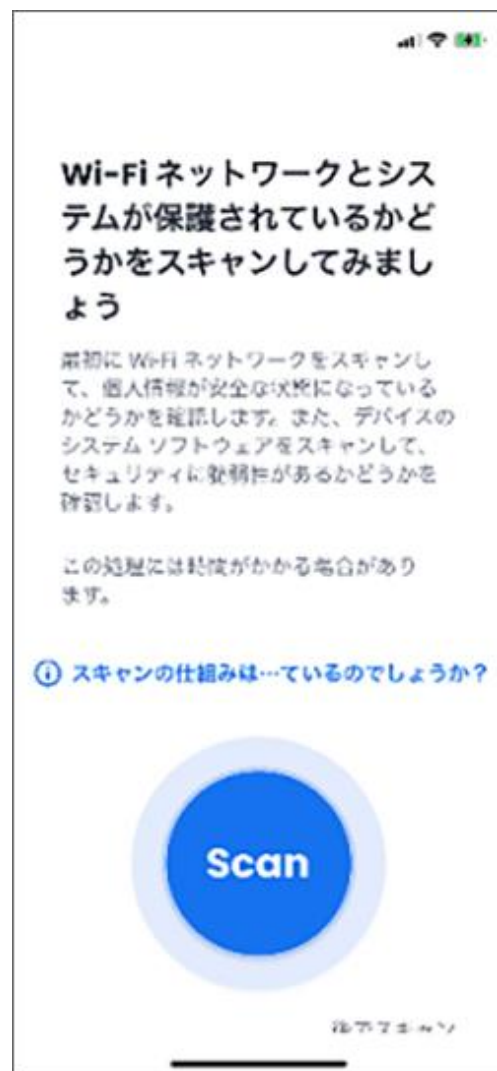 Wi-Fi ネットワークとシス
テムが保護されているかど
うかをスキャンしてみまし
ょう
最初に Wi-Fi ネットワークをスキャンし
て、個人情報が安全な状態になっている
かどうかを確認します。また、デバイスの
システム ソフトウェアをスキャンして、
セキュリティに脆弱性があるかどうかを
確認します。
この処理には時間がかかる場合があり
ます。
スキャンの仕組みは…ているのでしょうか？
Scan
後でスキャン